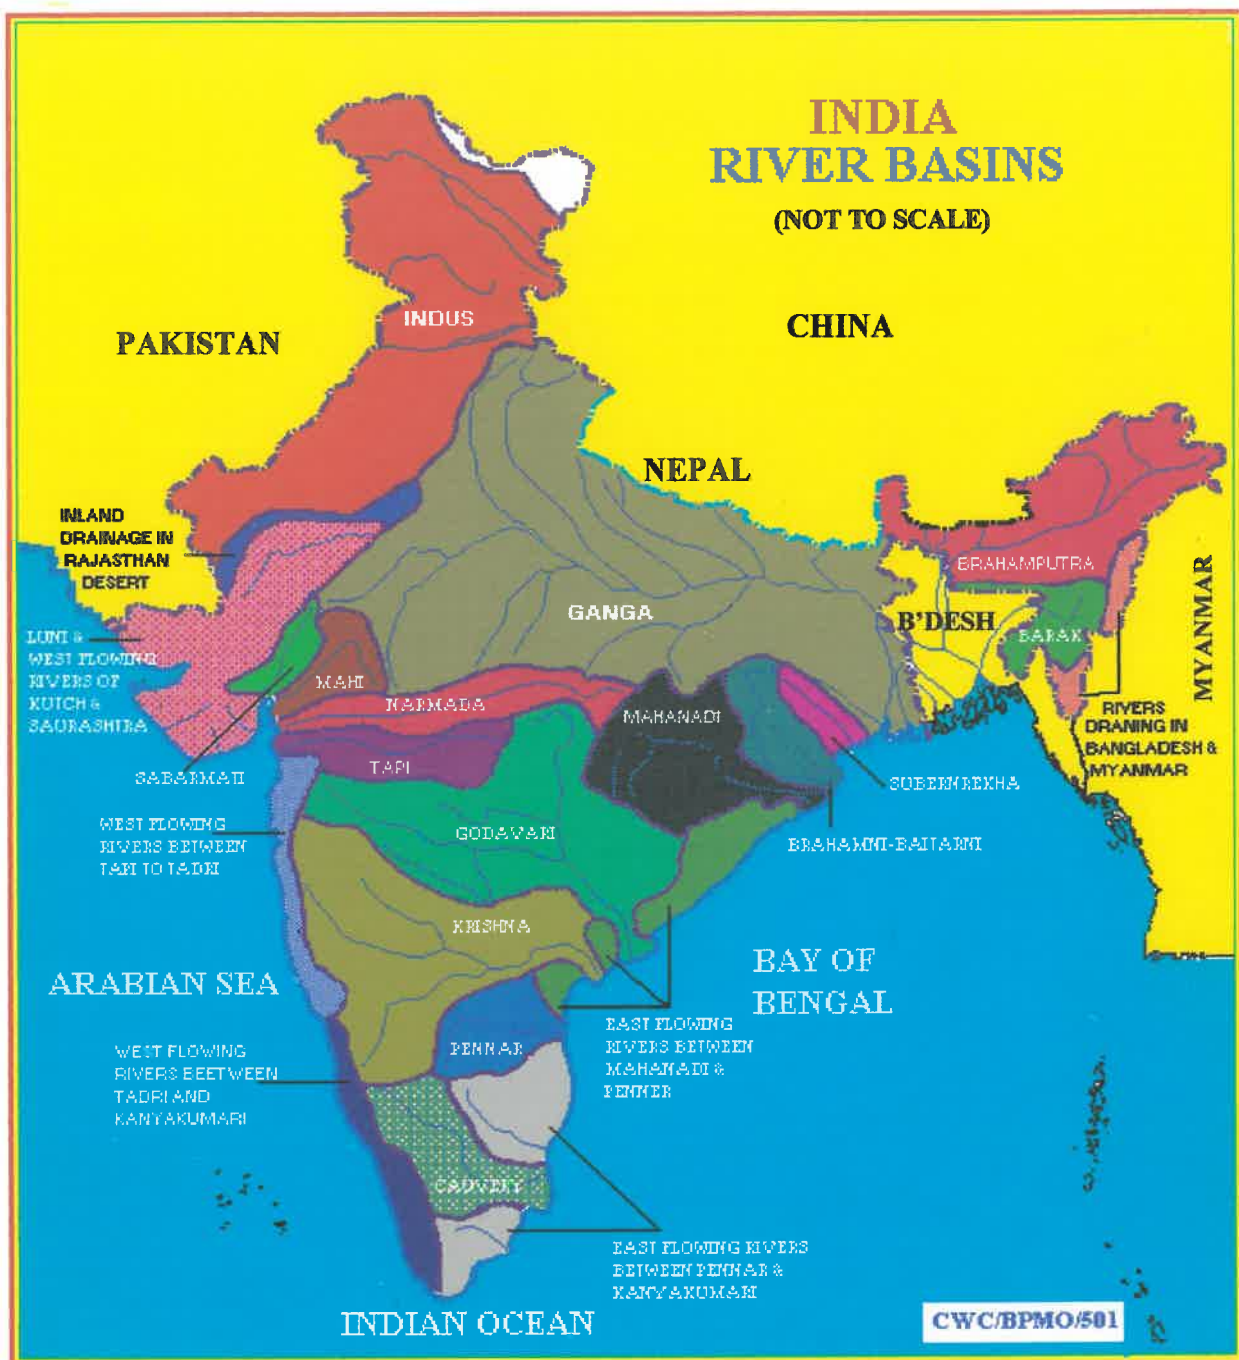 INDIA
RIVER BASINS
(NOT TO SCALE)
PAKISTAN
INDUS
CHINA
NEPAL
INLAND
DRAINAGE IN
RAJASTHAN
DESERT
BRAHAMPUTRA
GANGA
B'DESH
BARAK
MYANMAR
LUNI &
WEST FLOWING
RIVERS OF
KUTCH &
SAURASHTRA
MAHI
NARMADA
MAHANADI
RIVERS
DRANING IN
BANGLADESH &
MYANMAR
SABARMATI
TAPI
SUBERNREKHA
WEST FLOWING
RIVERS BETWEEN
TAPI TO TADRI
GODAVARI
BRAHAMNI-BAITARNI
KRISHNA
ARABIAN SEA
BAY OF
BENGAL
EAST FLOWING
RIVERS BETWEEN
MAHANADI &
PENNER
PENNAR
WEST FLOWING
RIVERS BEETWEEN
TADRI AND
KANYAKUMARI
CAUVERY
EAST FLOWING RIVERS
BETWEEN PENNAR &
KANYAKUMARI
INDIAN OCEAN
CWC/BPMO/501